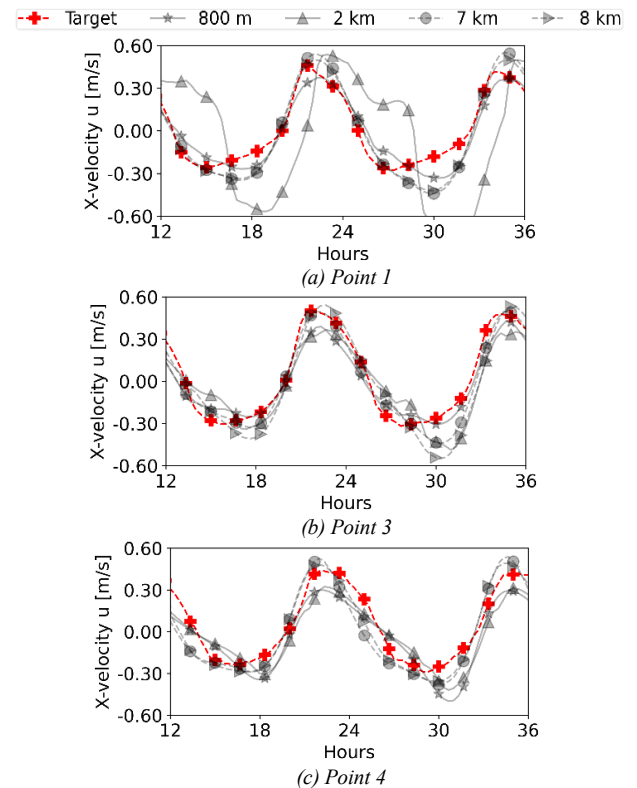 Target 800 m 2 km 7 km 8 km
X-velocity u [m/s]
0.60
0.30
0.00
-0.30
-0.60
12 18 24 30 36
Hours
(a) Point 1
X-velocity u [m/s]
0.60
0.30
0.00
-0.30
-0.60
12 18 24 30 36
Hours
(b) Point 3
X-velocity u [m/s]
0.60
0.30
0.00
-0.30
-0.60
12 18 24 30 36
Hours
(c) Point 4